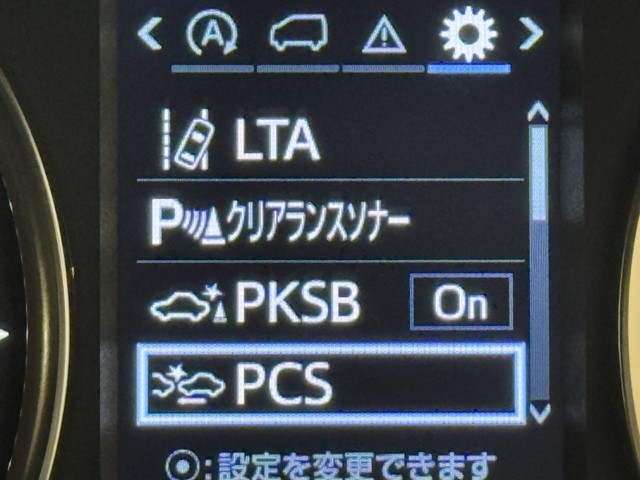 A
LTA
Pクリアランスソナー
PKSB On
PCS
:設定を変更できます